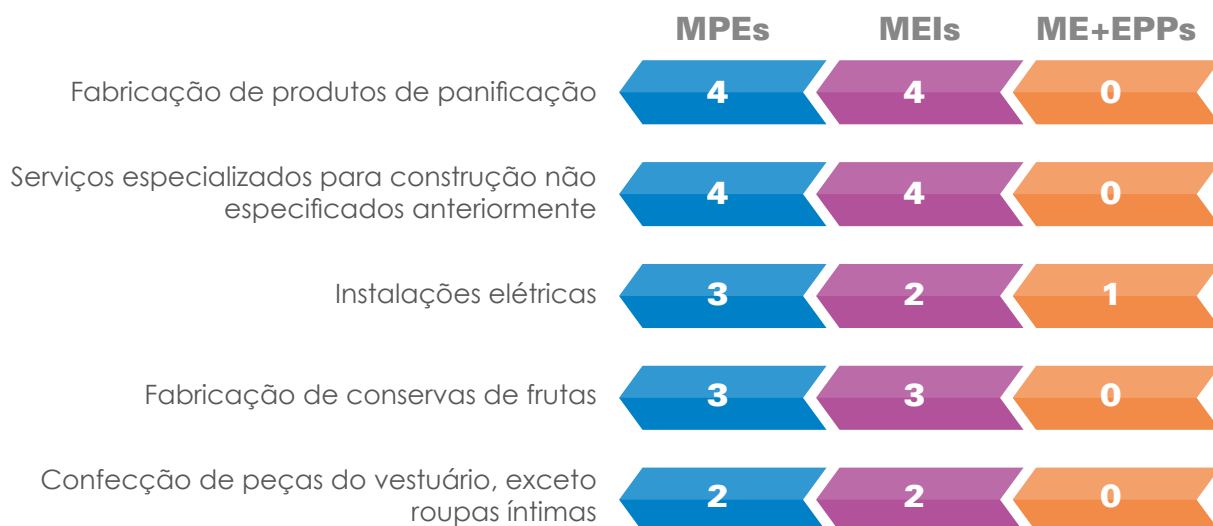 MPEs MEIs ME+EPPs
Fabricação de produtos de panificação 4 4 0
Serviços especializados para construção não
especificados anteriormente 4 4 0
Instalações elétricas 3 2 1
Fabricação de conservas de frutas 3 3 0
Confecção de peças do vestuário, exceto
roupas íntimas 2 2 0